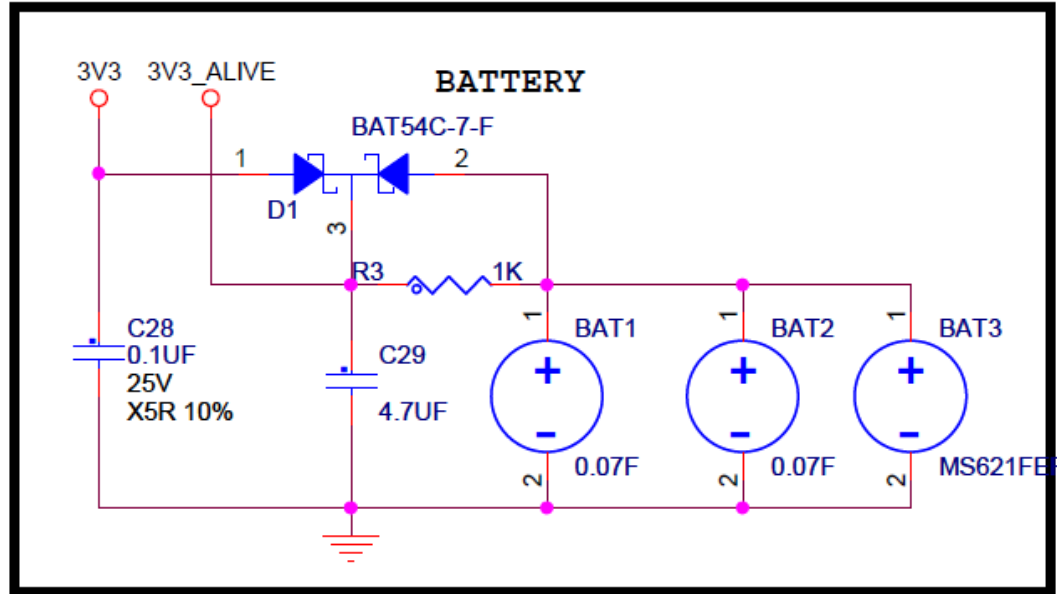 3V3 3V3_ALIVE
BATTERY
BAT54C-7-F
1 2
D1
3
R3 1K
C28
0.1UF
25V
X5R 10%
C29
4.7UF
1 BAT1
+
-
2 0.07F
1 BAT2
+
-
2 0.07F
1 BAT3
+
-
2